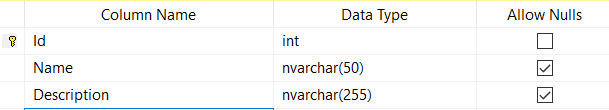 Column Name Data Type Allow Nulls
Id int
Name nvarchar(50)
Description nvarchar(255)